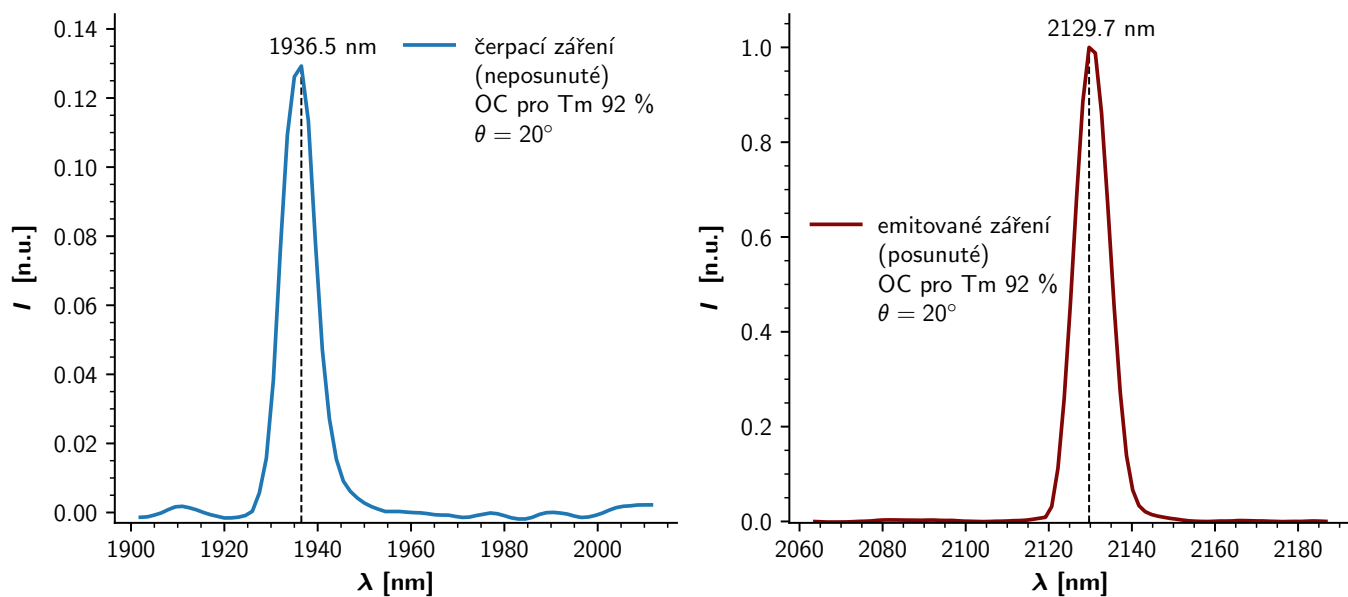 1936.5 nm
čerpací záření
(neposunuté)
OC pro Tm 92 %
θ = 20°
0.14
0.12
0.10
0.08
0.06
0.04
0.02
0.00
I [n.u.]
1900 1920 1940 1960 1980 2000
λ [nm]
2129.7 nm
emitované záření
(posunuté)
OC pro Tm 92 %
θ = 20°
1.0
0.8
0.6
0.4
0.2
0.0
I [n.u.]
2060 2080 2100 2120 2140 2160 2180
λ [nm]